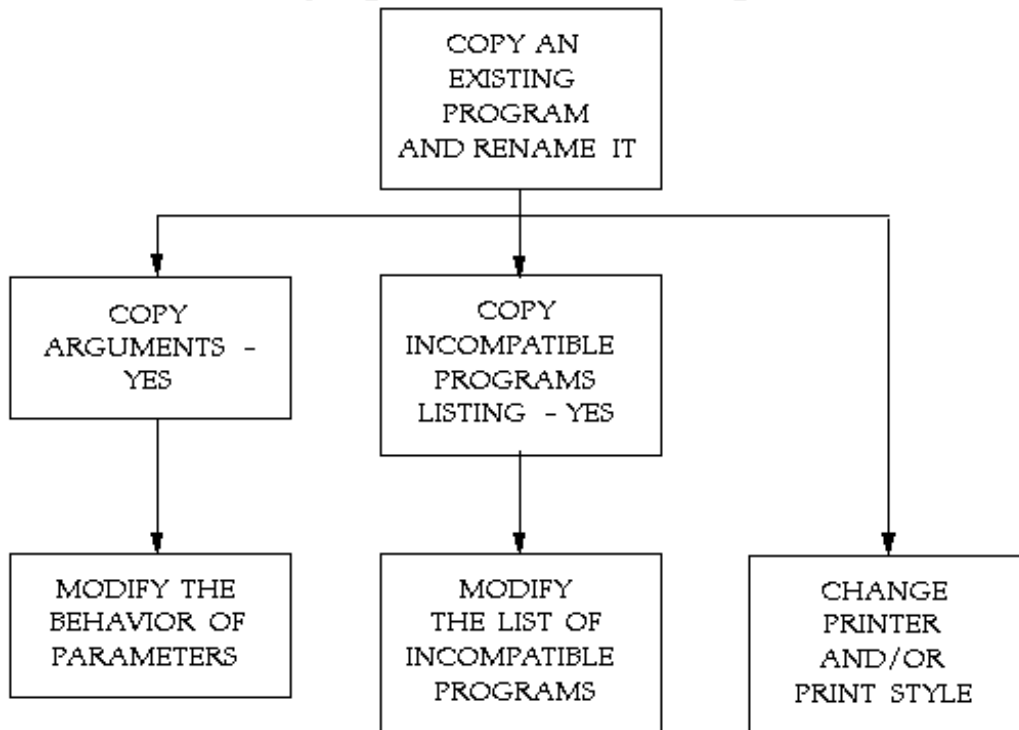 COPY AN
EXISTING
PROGRAM
AND RENAME IT
COPY
ARGUMENTS -
YES
COPY
INCOMPATIBLE
PROGRAMS
LISTING - YES
MODIFY THE
BEHAVIOR OF
PARAMETERS
MODIFY
THE LIST OF
INCOMPATIBLE
PROGRAMS
CHANGE
PRINTER
AND/OR
PRINT STYLE